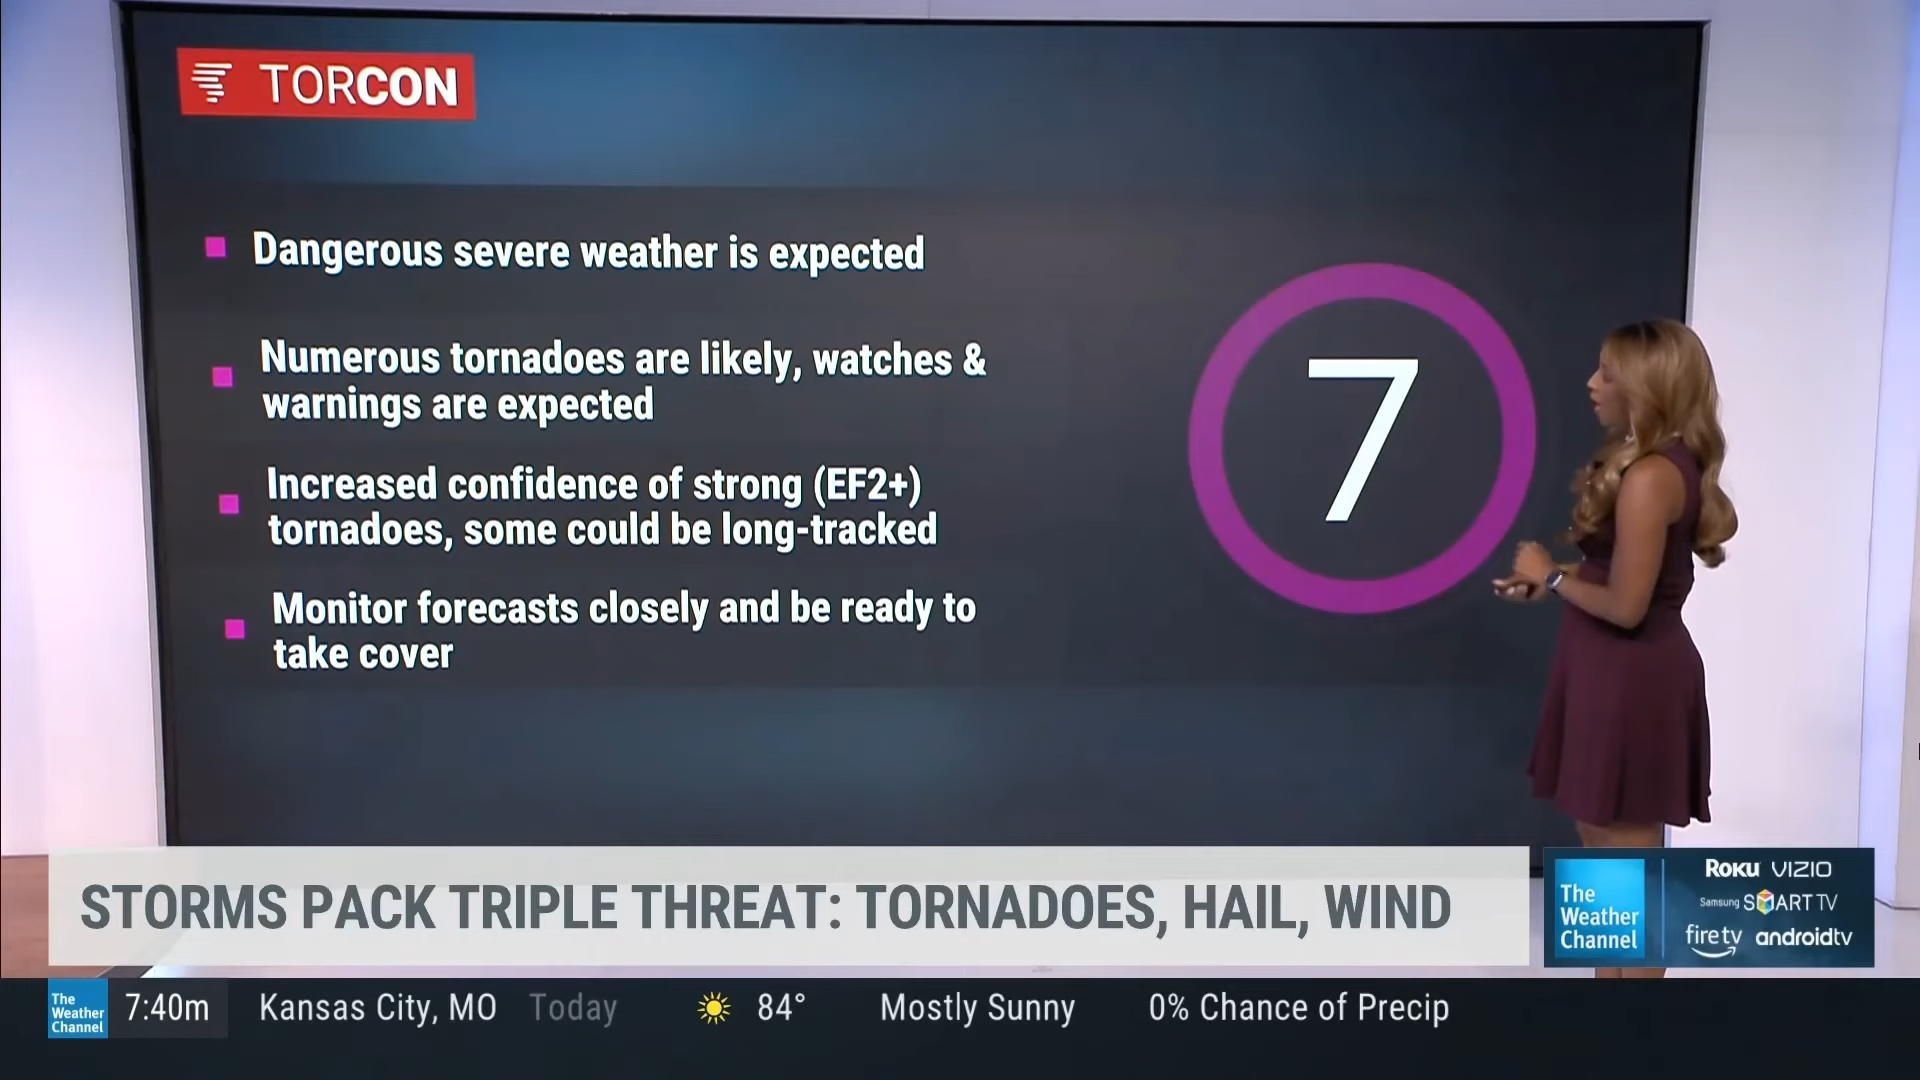 TORCON
Dangerous severe weather is expected
Numerous tornadoes are likely, watches &
warnings are expected
Increased confidence of strong (EF2+)
tornadoes, some could be long-tracked
Monitor forecasts closely and be ready to
take cover
7
STORMS PACK TRIPLE THREAT: TORNADOES, HAIL, WIND
The
Weather
Channel
ROKU VIZIO
Samsung SMART TV
firetv androidtv
The
Weather
Channel
7:40m Kansas City, MO Today 84° Mostly Sunny 0% Chance of Precip